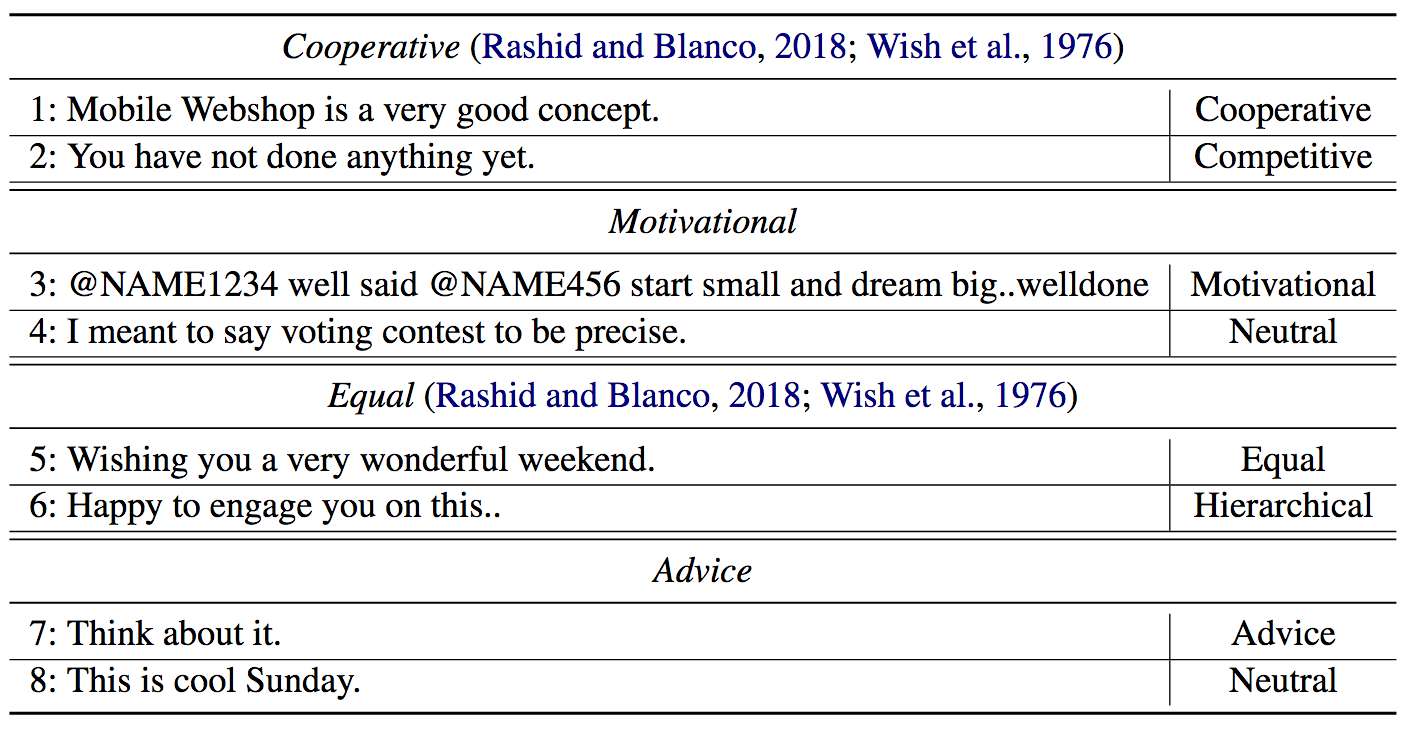 Cooperative (Rashid and Blanco, 2018; Wish et al., 1976)
1: Mobile Webshop is a very good concept. Cooperative
2: You have not done anything yet. Competitive
Motivational
3: @NAME1234 well said @NAME456 start small and dream big..welldone Motivational
4: I meant to say voting contest to be precise. Neutral
Equal (Rashid and Blanco, 2018; Wish et al., 1976)
5: Wishing you a very wonderful weekend. Equal
6: Happy to engage you on this.. Hierarchical
Advice
7: Think about it. Advice
8: This is cool Sunday. Neutral